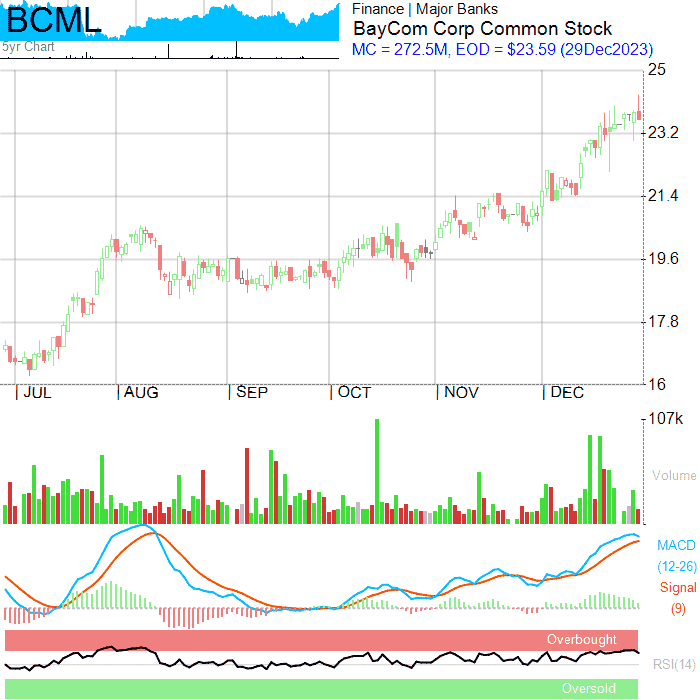 BCML
5yr Chart
Finance | Major Banks
BayCom Corp Common Stock
MC = 272.5M, EOD = $23.59 (29Dec2023)
25
23.2
21.4
19.6
17.8
16
JUL AUG SEP OCT NOV DEC
107k
Volume
MACD
(12-26)
Signal
(9)
Overbought
RSI(14)
Oversold